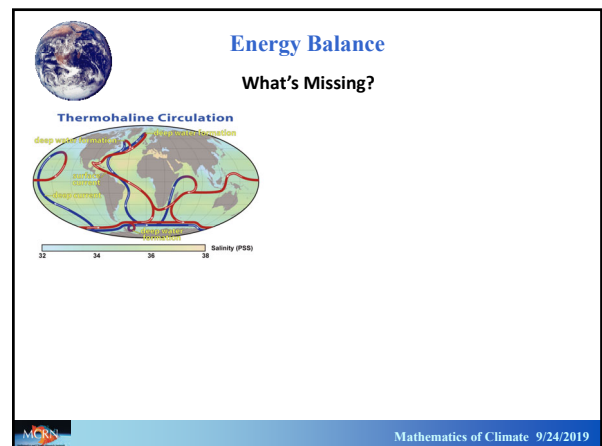 Energy Balance
What's Missing?
Thermohaline Circulation
deep water formation
deep water formation
surface current
deep current
deep water formation
Salinity (PSS)
32 34 36 38
MCRN
Mathematics of Climate 9/24/2019